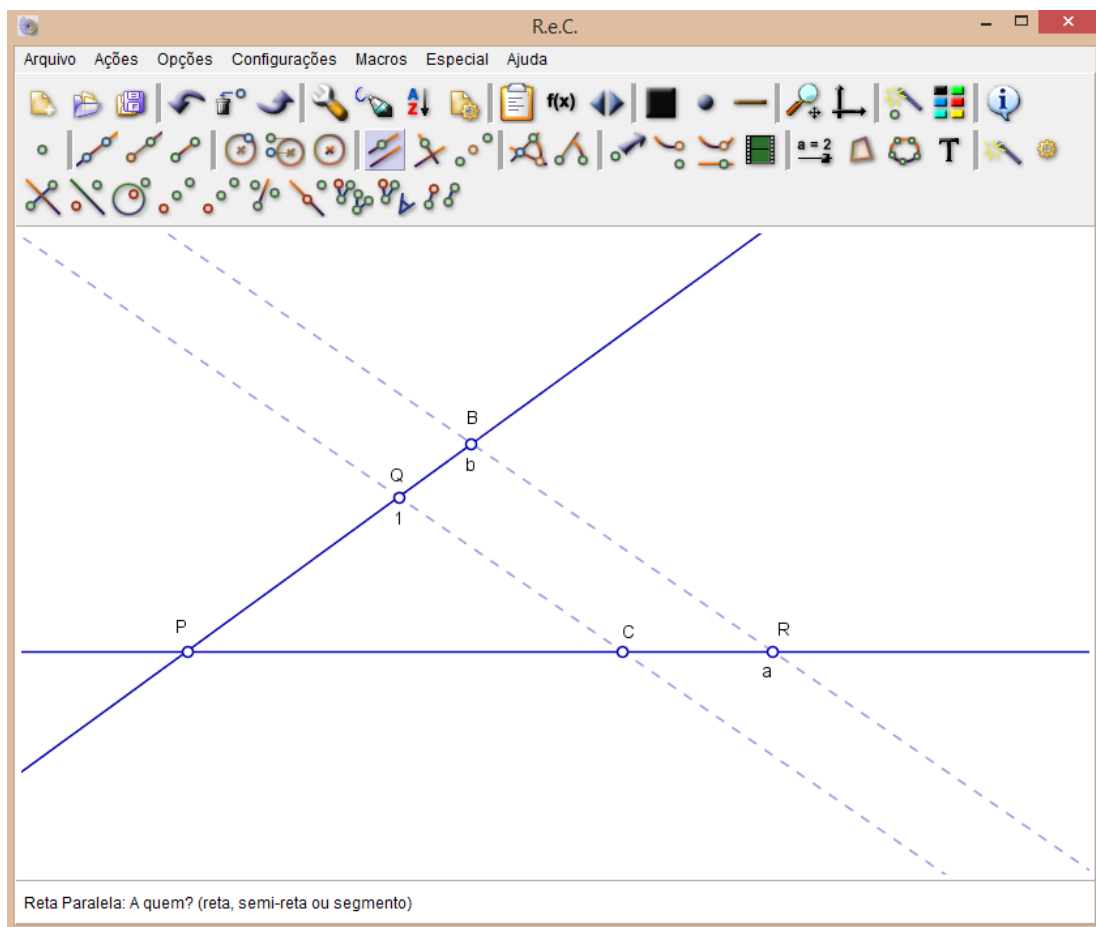 R.e.C.
Arquivo Ações Opções Configurações Macros Especial Ajuda
A
Z
f(x)
a = 2
T
B
b
Q
1
P
C
R
a
Reta Paralela: A quem? (reta, semi-reta ou segmento)